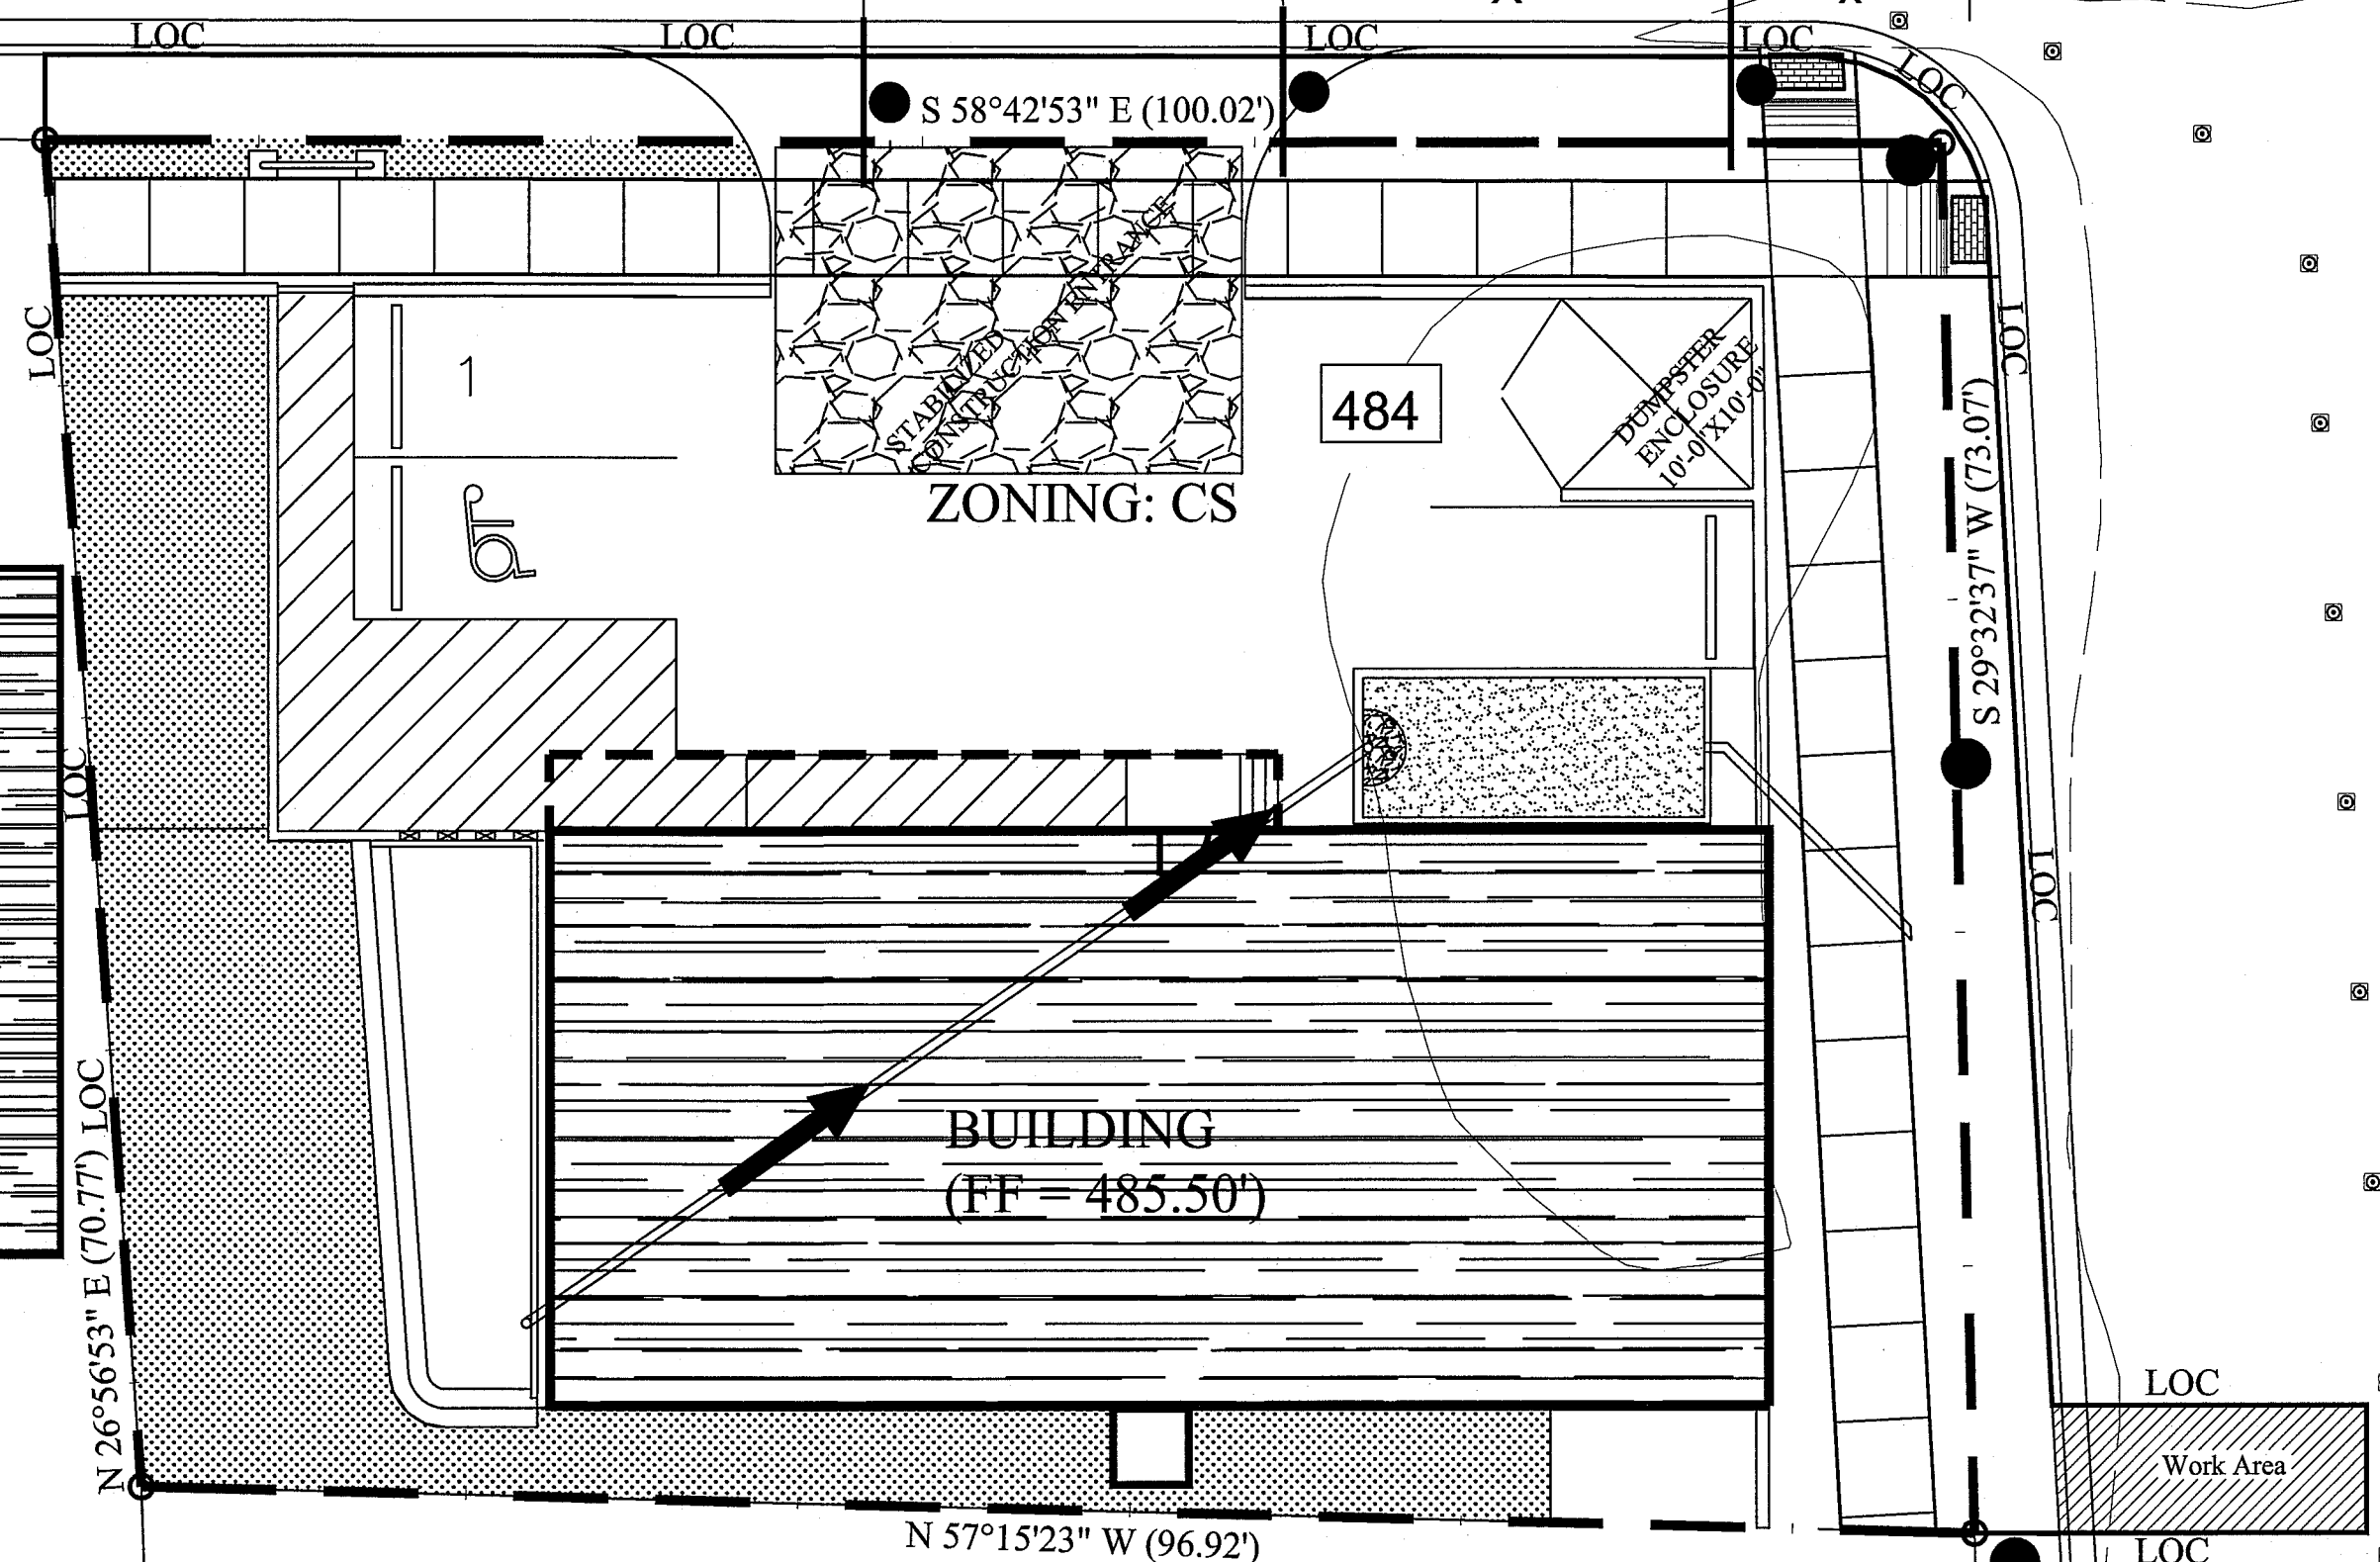 LOC
LOC
LOC
LOC
LOC
S 58°42'53" E (100.02')
STABILIZED
CONSTRUCTION ENTRANCE
LOC
1
484
DUMPSTER
ENCLOSURE
10'-0"X10'-0"
LOC
S 29°32'37" W (73.07')
ZONING: CS
LOC
LOC
BUILDING
(FF = 485.50')
N 26°56'53" E (70.77') LOC
LOC
Work Area
N 57°15'23" W (96.92')
LOC